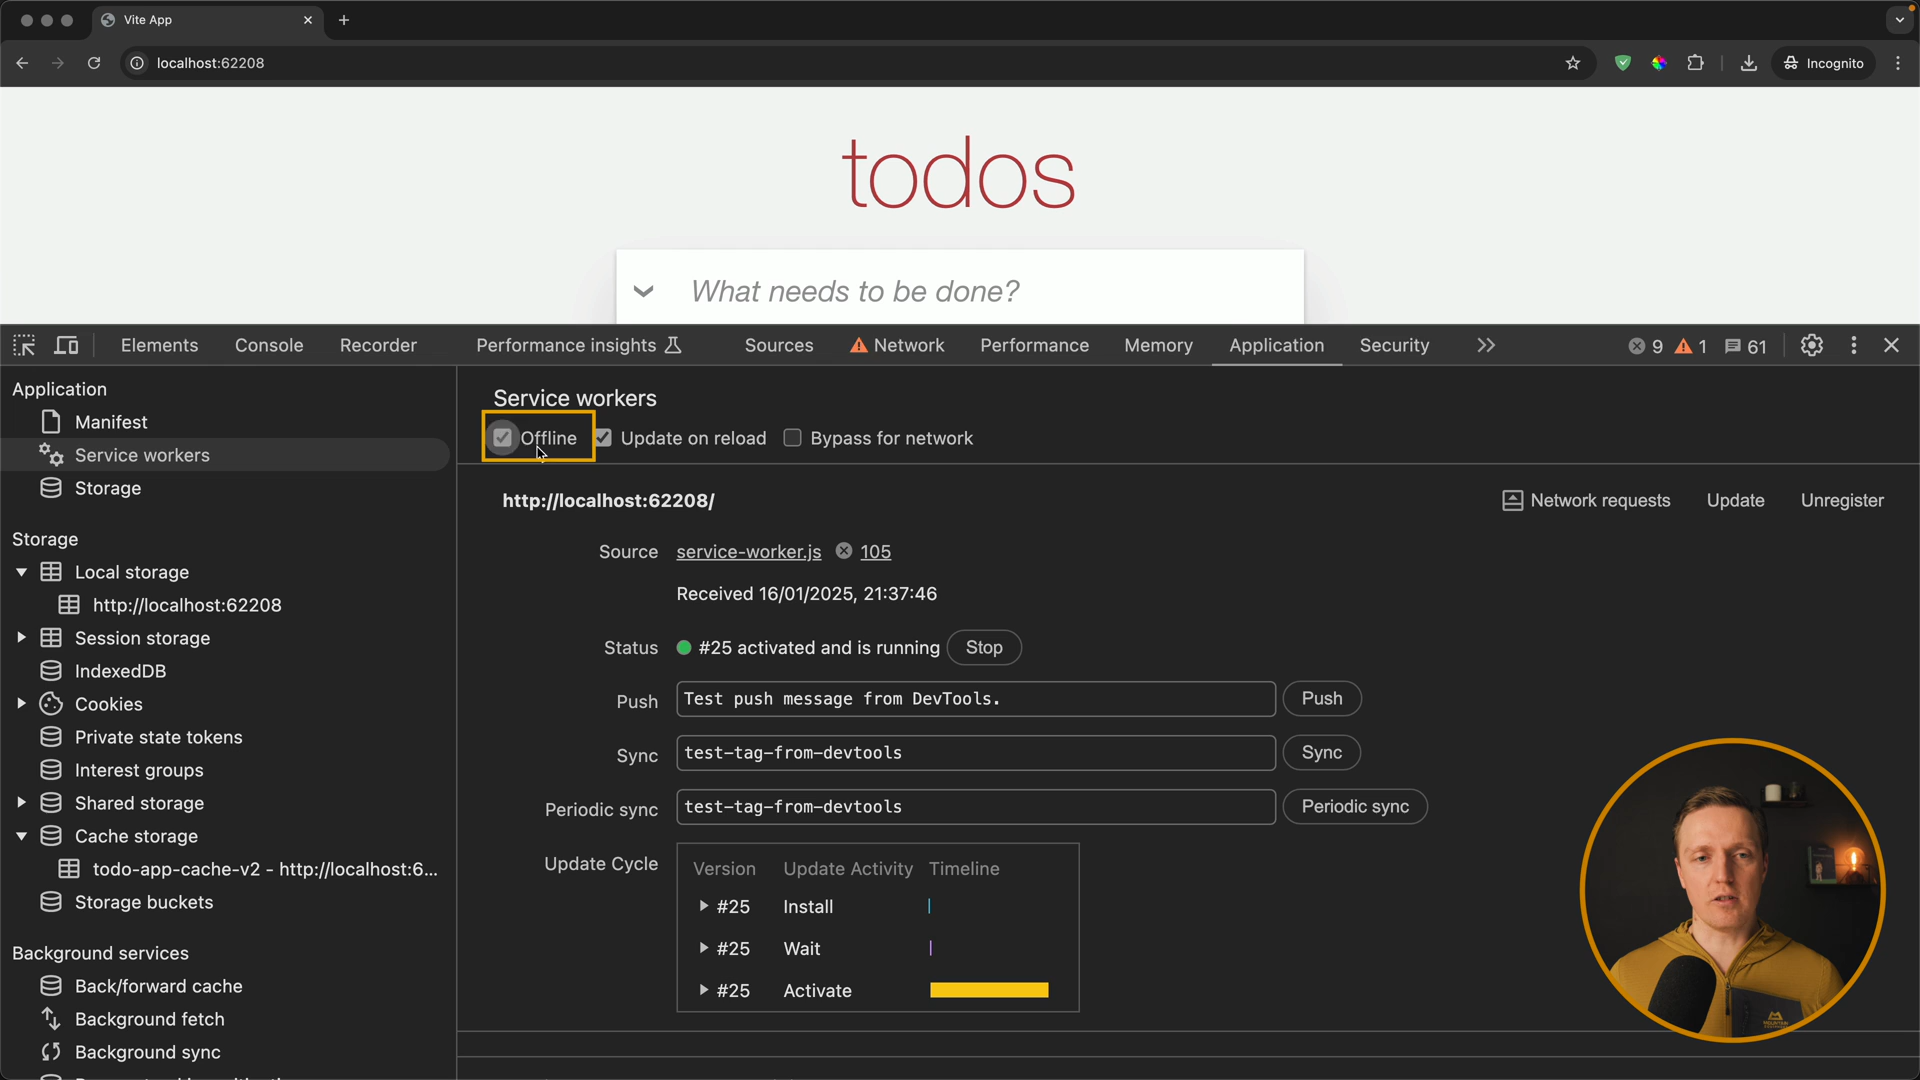 Vite App
localhost:62208
Incognito
todos
What needs to be done?
Elements Console Recorder Performance insights Sources Network Performance Memory Application Security 9 1 61
Application
Manifest
Service workers
Storage
Storage
Local storage
http://localhost:62208
Session storage
IndexedDB
Cookies
Private state tokens
Interest groups
Shared storage
Cache storage
todo-app-cache-v2 - http://localhost:6...
Storage buckets
Background services
Back/forward cache
Background fetch
Background sync
Service workers
Offline Update on reload Bypass for network
http://localhost:62208/ Network requests Update Unregister
Source service-worker.js 105
Received 16/01/2025, 21:37:46
Status #25 activated and is running Stop
Push Test push message from DevTools. Push
Sync test-tag-from-devtools Sync
Periodic sync test-tag-from-devtools Periodic sync
Update Cycle Version Update Activity Timeline
#25 Install
#25 Wait
#25 Activate